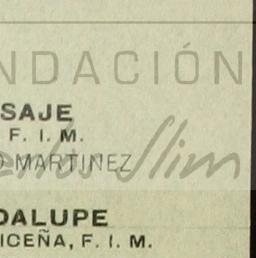 NDACIÓN
SAJE
F. I. M.
O MARTINEZ
Slim
DALUPE
ICEÑA, F. I. M.